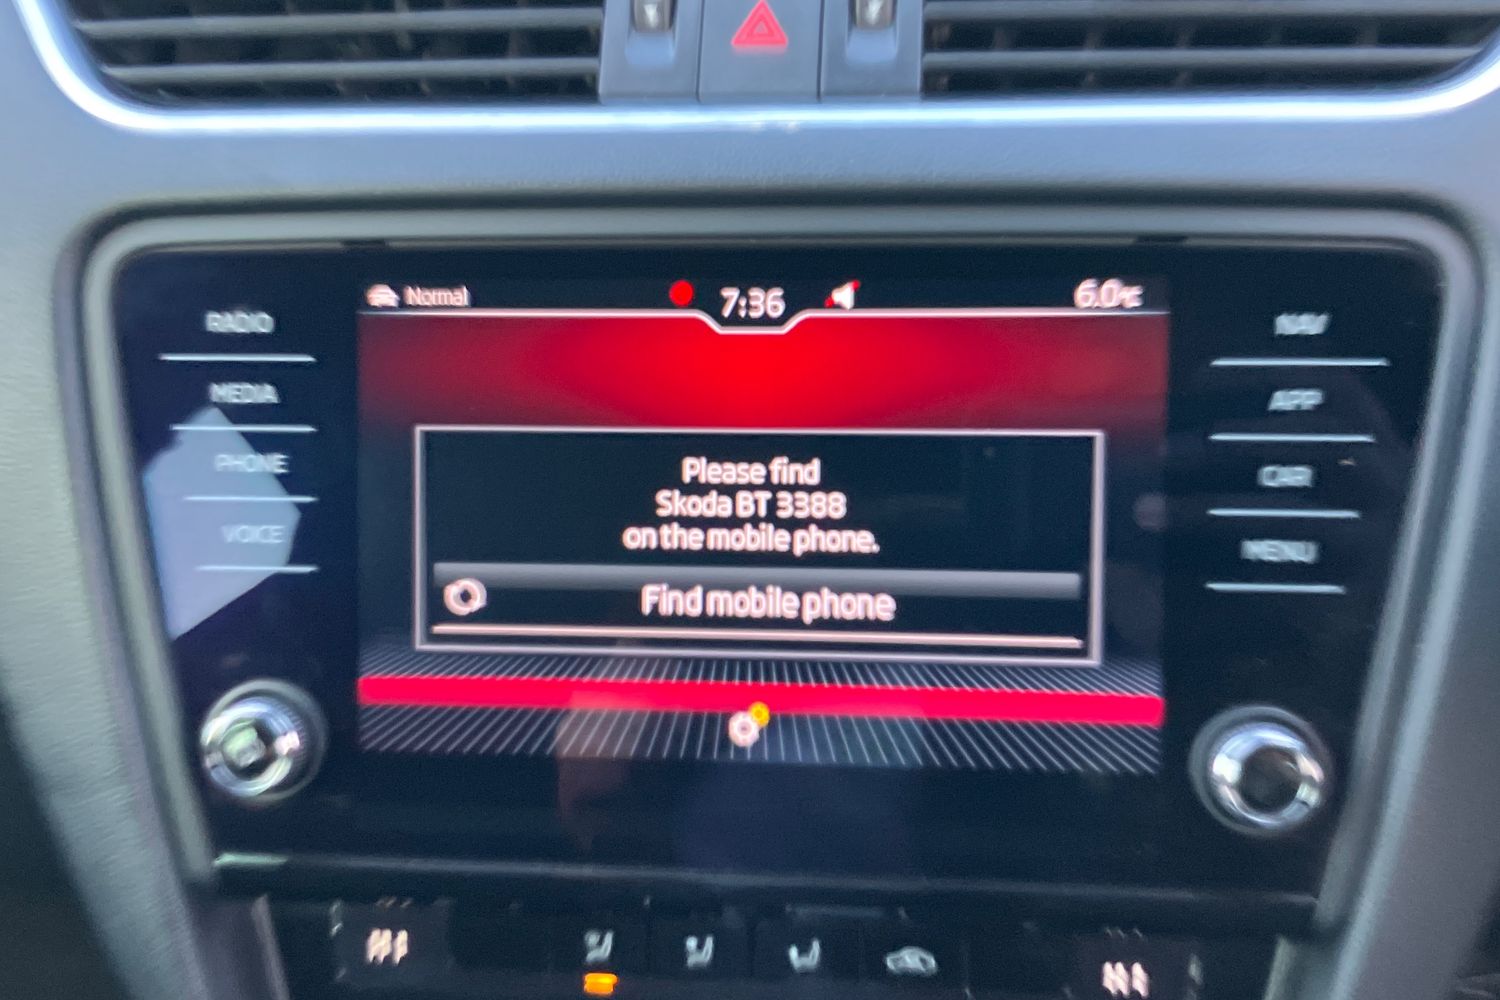 Normal 7:36 6.0°C
RADIO
MEDIA
PHONE
VOICE
NAV
APP
CAR
MENU
Please find
Skoda BT 3388
on the mobile phone.
Find mobile phone